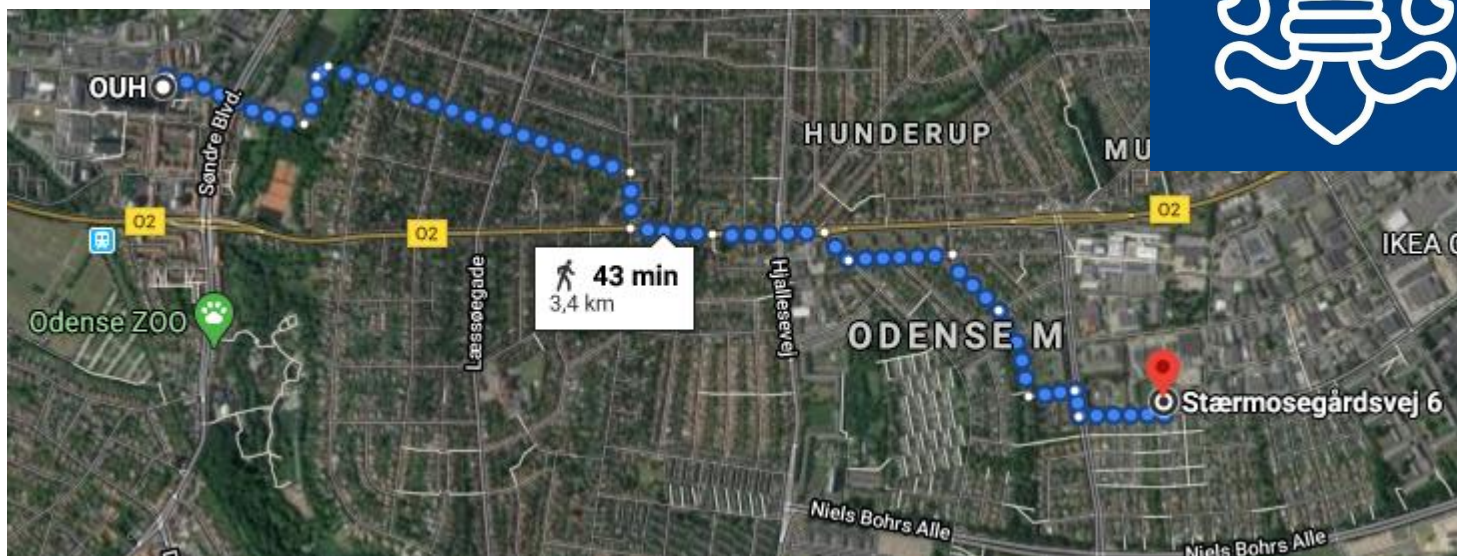 OUH
Søndre Blvd.
HUNDERUP
MU
O2
O2
O2
IKEA
43 min
3,4 km
Odense ZOO
Læssøegade
Hjallesevej
ODENSE M
Stærmosegårdsvej 6
Niels Bohrs Alle
Niels Bohrs Alle